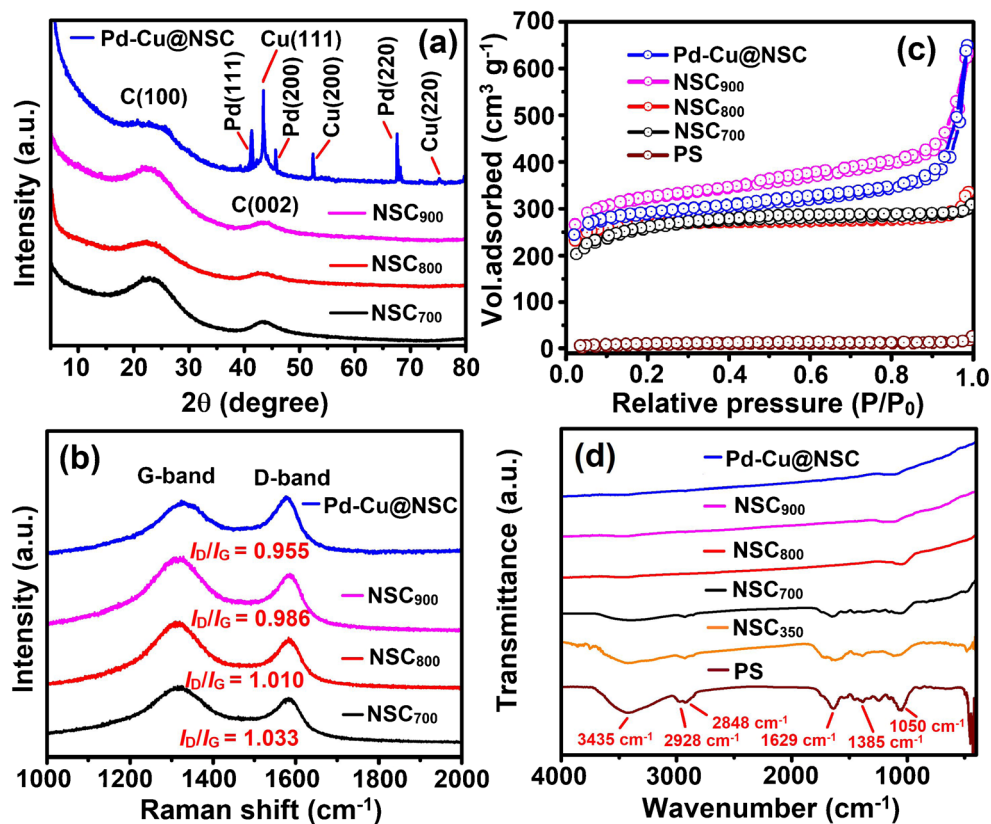 (a)
Pd-Cu@NSC
Cu(111)
C(100)
Pd(111)
Pd(200)
Cu(200)
Pd(220)
Cu(220)
C(002)
NSC900
NSC800
NSC700
Intensity (a.u.)
10 20 30 40 50 60 70 80
2θ (degree)
(c)
Pd-Cu@NSC
NSC900
NSC800
NSC700
PS
Vol.adsorbed (cm³ g⁻¹)
700
600
500
400
300
200
100
0
0.0 0.2 0.4 0.6 0.8 1.0
Relative pressure (P/P0)
(b)
G-band
D-band
Pd-Cu@NSC
ID/IG = 0.955
NSC900
ID/IG = 0.986
NSC800
ID/IG = 1.010
NSC700
ID/IG = 1.033
Intensity (a.u.)
1000 1200 1400 1600 1800 2000
Raman shift (cm⁻¹)
(d)
Pd-Cu@NSC
NSC900
NSC800
NSC700
NSC350
PS
3435 cm⁻¹
2928 cm⁻¹
2848 cm⁻¹
1629 cm⁻¹
1385 cm⁻¹
1050 cm⁻¹
Transmittance (a.u.)
4000 3000 2000 1000
Wavenumber (cm⁻¹)